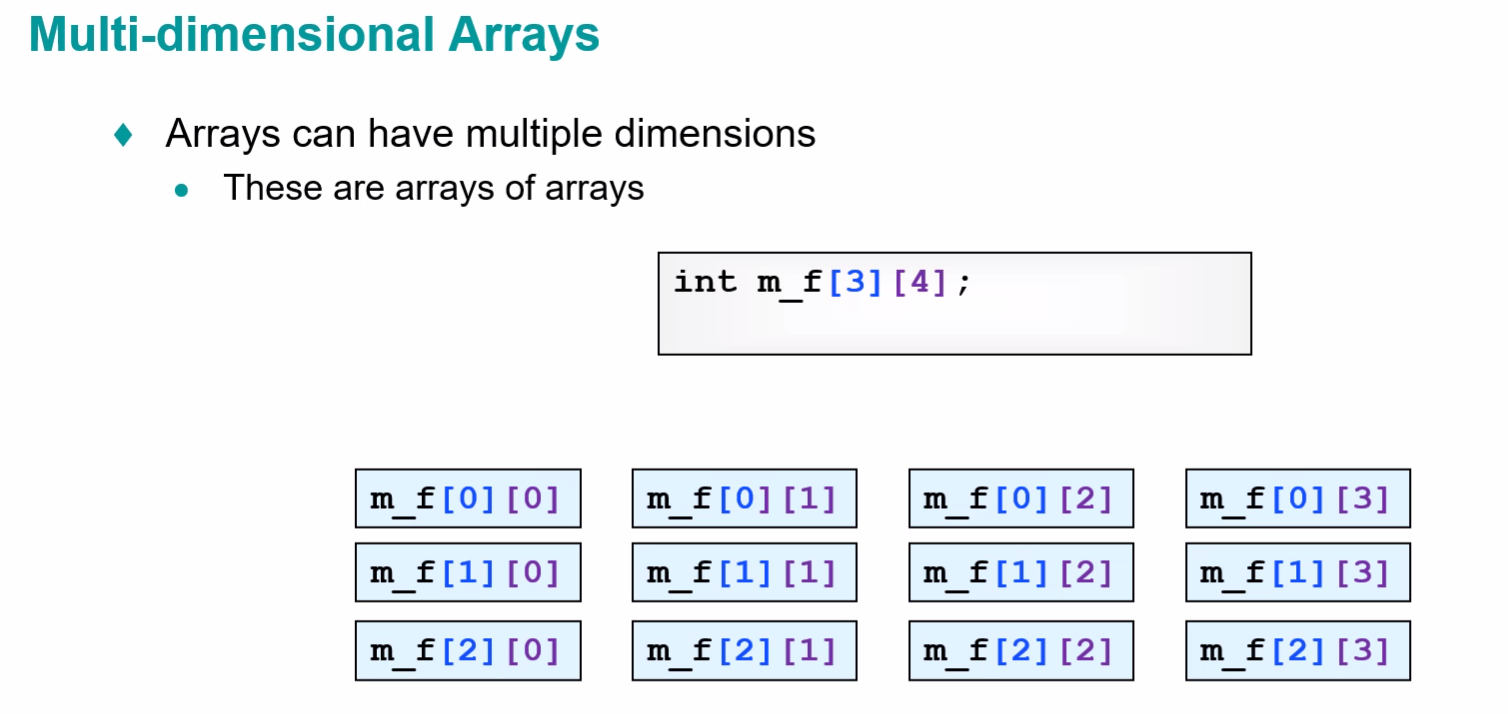 Multi-dimensional Arrays
Arrays can have multiple dimensions
These are arrays of arrays
int m_f[3][4];
m_f[0][0] m_f[0][1] m_f[0][2] m_f[0][3]
m_f[1][0] m_f[1][1] m_f[1][2] m_f[1][3]
m_f[2][0] m_f[2][1] m_f[2][2] m_f[2][3]